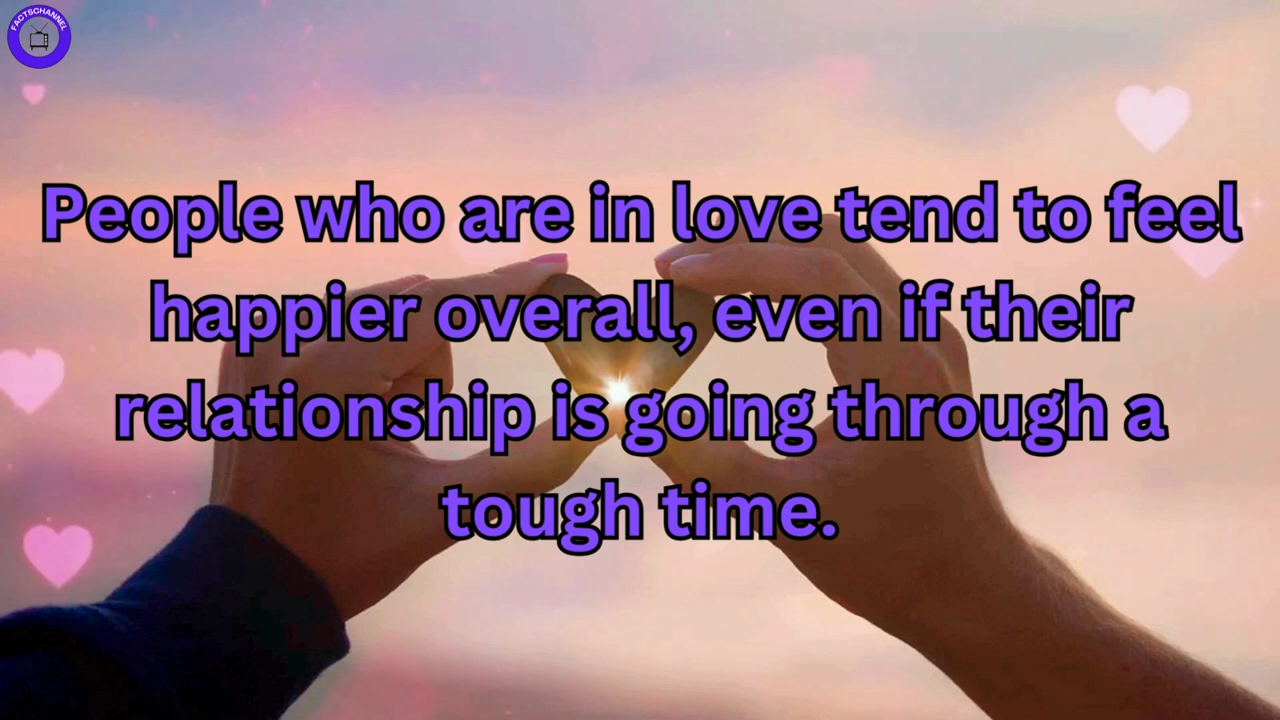 FACTSCHANNEL
People who are in love tend to feel
happier overall, even if their
relationship is going through a
tough time.